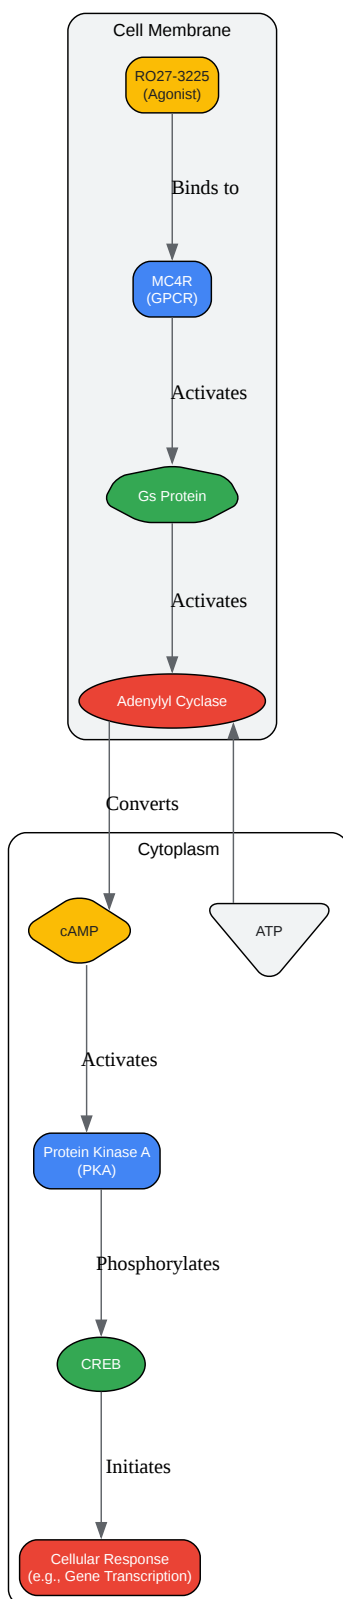 Cell Membrane
RO27-3225
(Agonist)
Binds to
MC4R
(GPCR)
Activates
Gs Protein
Activates
Adenylyl Cyclase
Converts
Cytoplasm
cAMP
ATP
Activates
Protein Kinase A
(PKA)
Phosphorylates
CREB
Initiates
Cellular Response
(e.g., Gene Transcription)